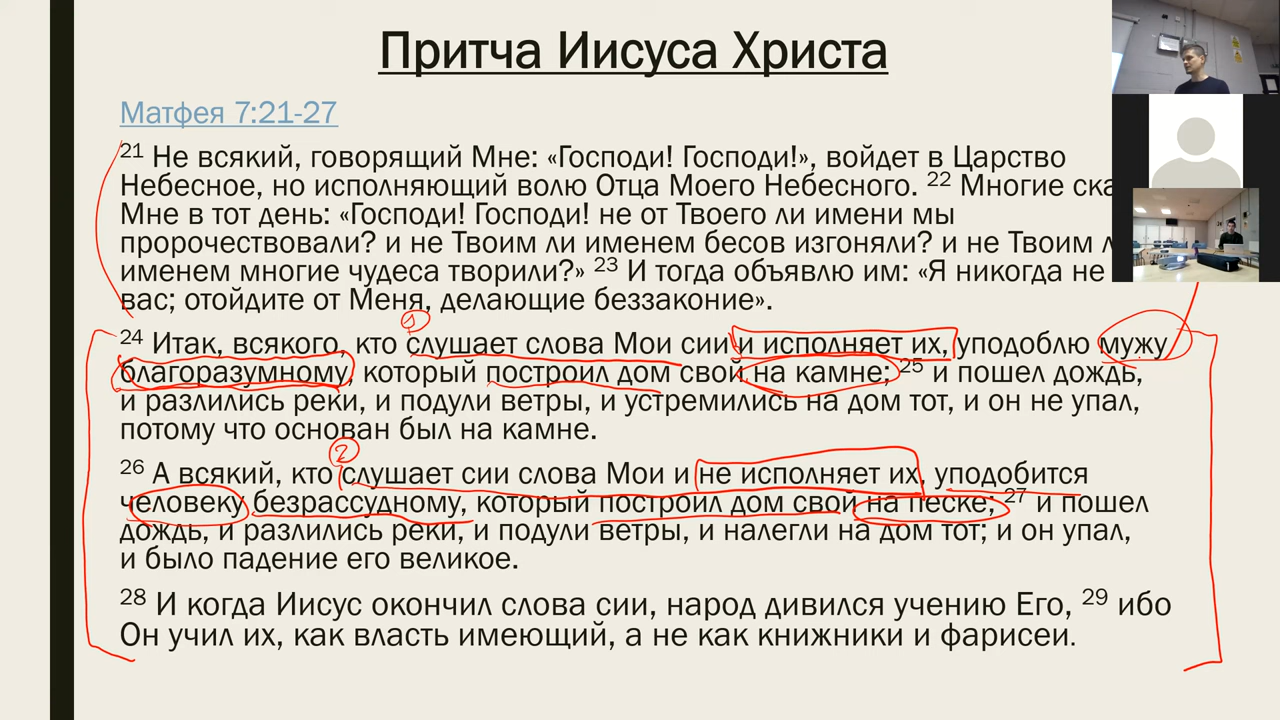 Притча Иисуса Христа
Матфея 7:21-27
21 Не всякий, говорящий Мне: «Господи! Господи!», войдет в Царство
Небесное, но исполняющий волю Отца Моего Небесного. 22 Многие
Мне в тот день: «Господи! Господи! не от Твоего ли имени мы
пророчествовали? и не Твоим ли именем бесов изгоняли? и не Твоим
именем многие чудеса творили?» 23 И тогда объявлю им: «Я никогда не
вас; отойдите от Меня, делающие беззаконие».
1
24 Итак, всякого, кто слушает слова Мои сии и исполняет их, уподоблю мужу
благоразумному, который построил дом свой на камне; 25 и пошел дождь,
и разлились реки, и подули ветры, и устремились на дом тот, и он не упал,
потому что основан был на камне.
2
26 А всякий, кто слушает сии слова Мои и не исполняет их, уподобится
человеку безрассудному, который построил дом свой на песке; 27 и пошел
дождь, и разлились реки, и подули ветры, и налегли на дом тот; и он упал,
и было падение его великое.
28 И когда Иисус окончил слова сии, народ дивился учению Его, 29 ибо
Он учил их, как власть имеющий, а не как книжники и фарисеи.